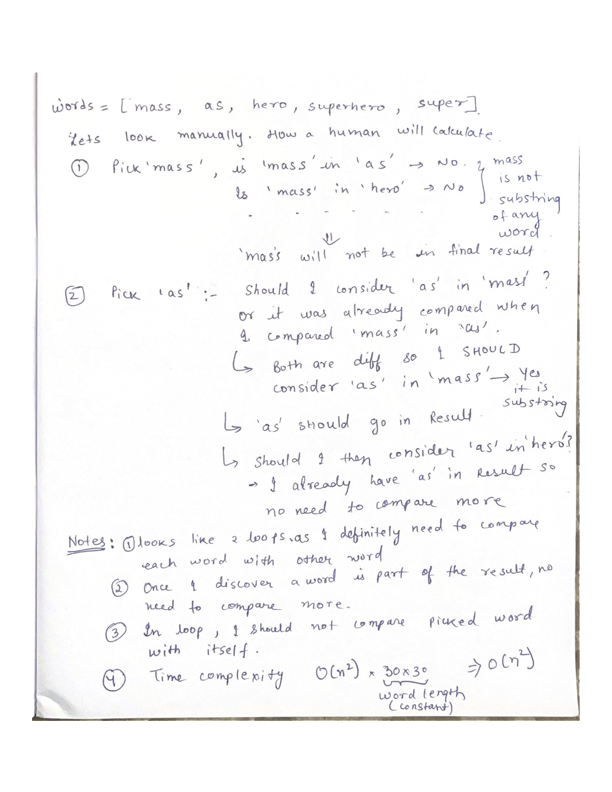 words = [ mass, as, hero, superhero, super ]
Lets look manually. How a human will calculate.
① Pick 'mass', is 'mass' in 'as' → No. } mass
is not
Is 'mass' in 'hero' → No
substring
- - - - - -
of any
word.
⇓
'mass will not be in final result
② Pick 'as' :- Should I consider 'as' in 'mass' ?
or it was already compared when
I compared 'mass' in 'as'.
↳ Both are diff so I SHOULD
consider 'as' in 'mass' → Yes
it is
substring
↳ 'as' SHOULD go in Result.
↳ Should I then consider 'as' in 'hero'?
→ I already have 'as' in Result so
no need to compare more
Notes: ① looks like 2 loops. as I definitely need to compare
each word with other word
② Once I discover a word is part of the result, no
need to compare more.
③ In loop, I should not compare picked word
with itself.
④ Time complexity O(n²) * 30×30 ⇒ O(n²)
word length
(constant)